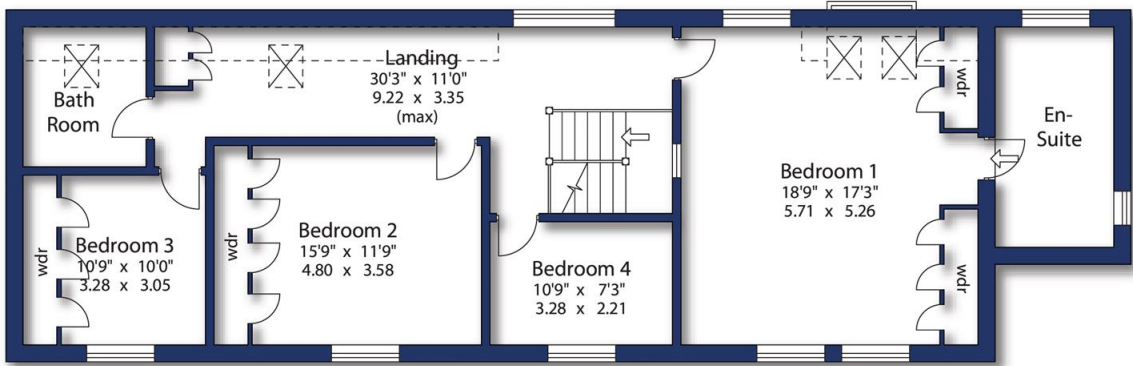 Landing
30'3" x 11'0"
9.22 x 3.35
(max)
Bath
Room
wdr
En-
Suite
Bedroom 1
18'9" x 17'3"
5.71 x 5.26
Bedroom 2
15'9" x 11'9"
4.80 x 3.58
wdr
Bedroom 3
10'9" x 10'0"
3.28 x 3.05
wdr
Bedroom 4
10'9" x 7'3"
3.28 x 2.21
wdr